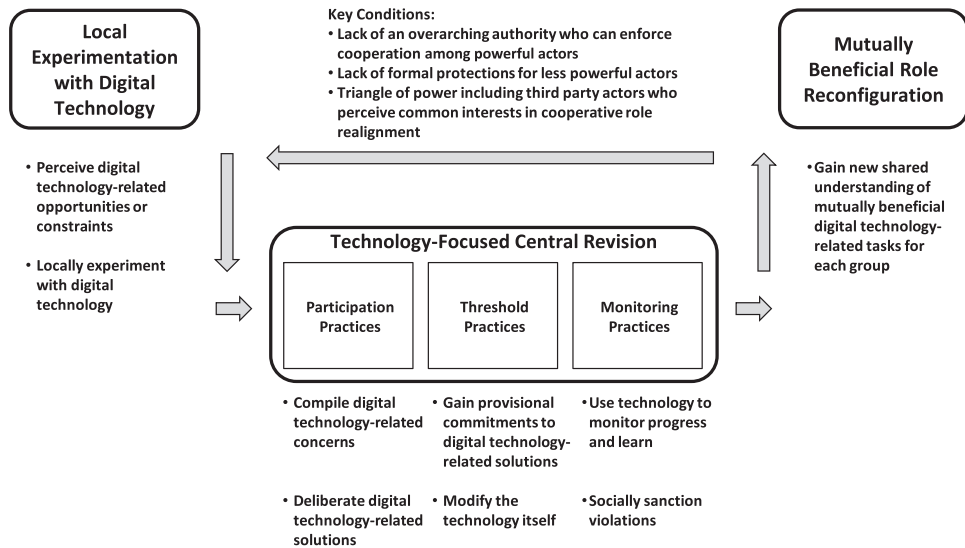 Local
Experimentation
with Digital
Technology
Key Conditions:
• Lack of an overarching authority who can enforce
cooperation among powerful actors
• Lack of formal protections for less powerful actors
• Triangle of power including third party actors who
perceive common interests in cooperative role
realignment
Mutually
Beneficial Role
Reconfiguration
• Perceive digital
technology-related
opportunities or
constraints
• Locally experiment
with digital
technology
Technology-Focused Central Revision
Participation
Practices
Threshold
Practices
Monitoring
Practices
• Compile digital
technology-related
concerns
• Deliberate digital
technology-related
solutions
• Gain provisional
commitments to
digital technology-
related solutions
• Modify the
technology itself
• Use technology to
monitor progress
and learn
• Socially sanction
violations
• Gain new shared
understanding of
mutually beneficial
digital technology-
related tasks for
each group